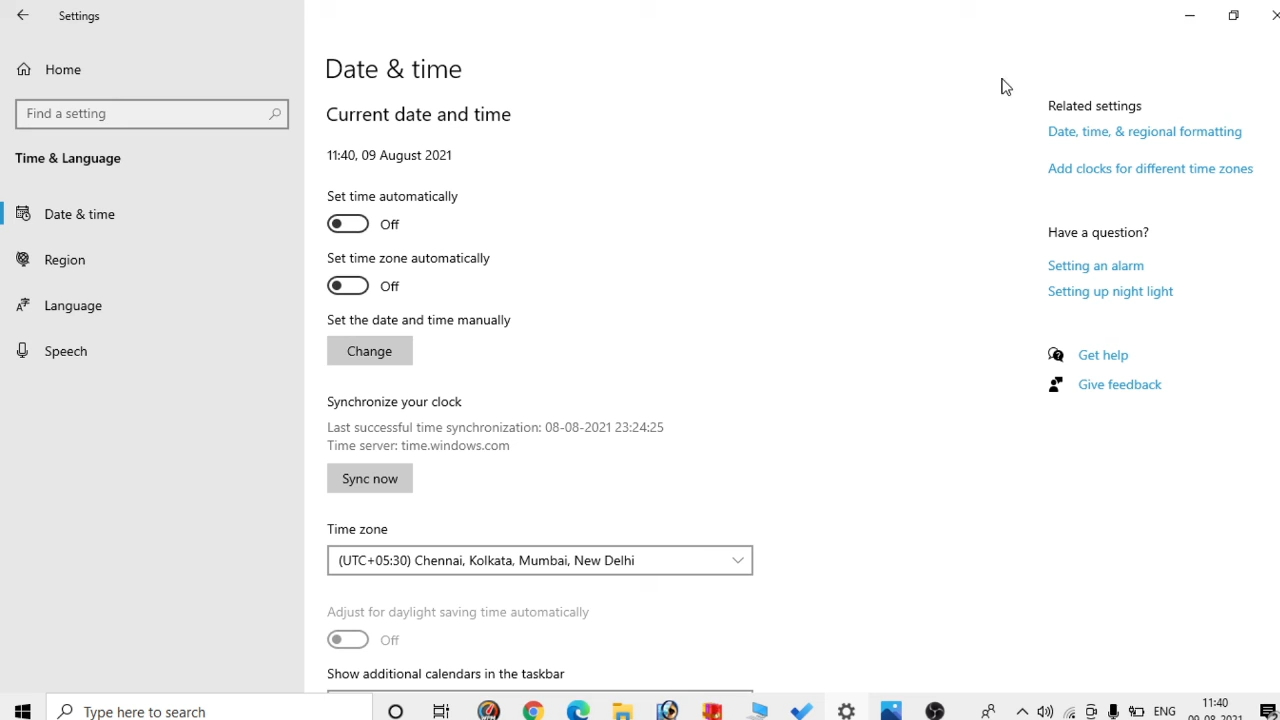 Settings
Home
Find a setting
Time & Language
Date & time
Region
Language
Speech
Date & time
Current date and time
11:40, 09 August 2021
Set time automatically
Off
Set time zone automatically
Off
Set the date and time manually
Change
Synchronize your clock
Last successful time synchronization: 08-08-2021 23:24:25
Time server: time.windows.com
Sync now
Time zone
(UTC+05:30) Chennai, Kolkata, Mumbai, New Delhi
Adjust for daylight saving time automatically
Off
Show additional calendars in the taskbar
Related settings
Date, time, & regional formatting
Add clocks for different time zones
Have a question?
Setting an alarm
Setting up night light
Get help
Give feedback
Type here to search
ENG
11:40
09-08-2021